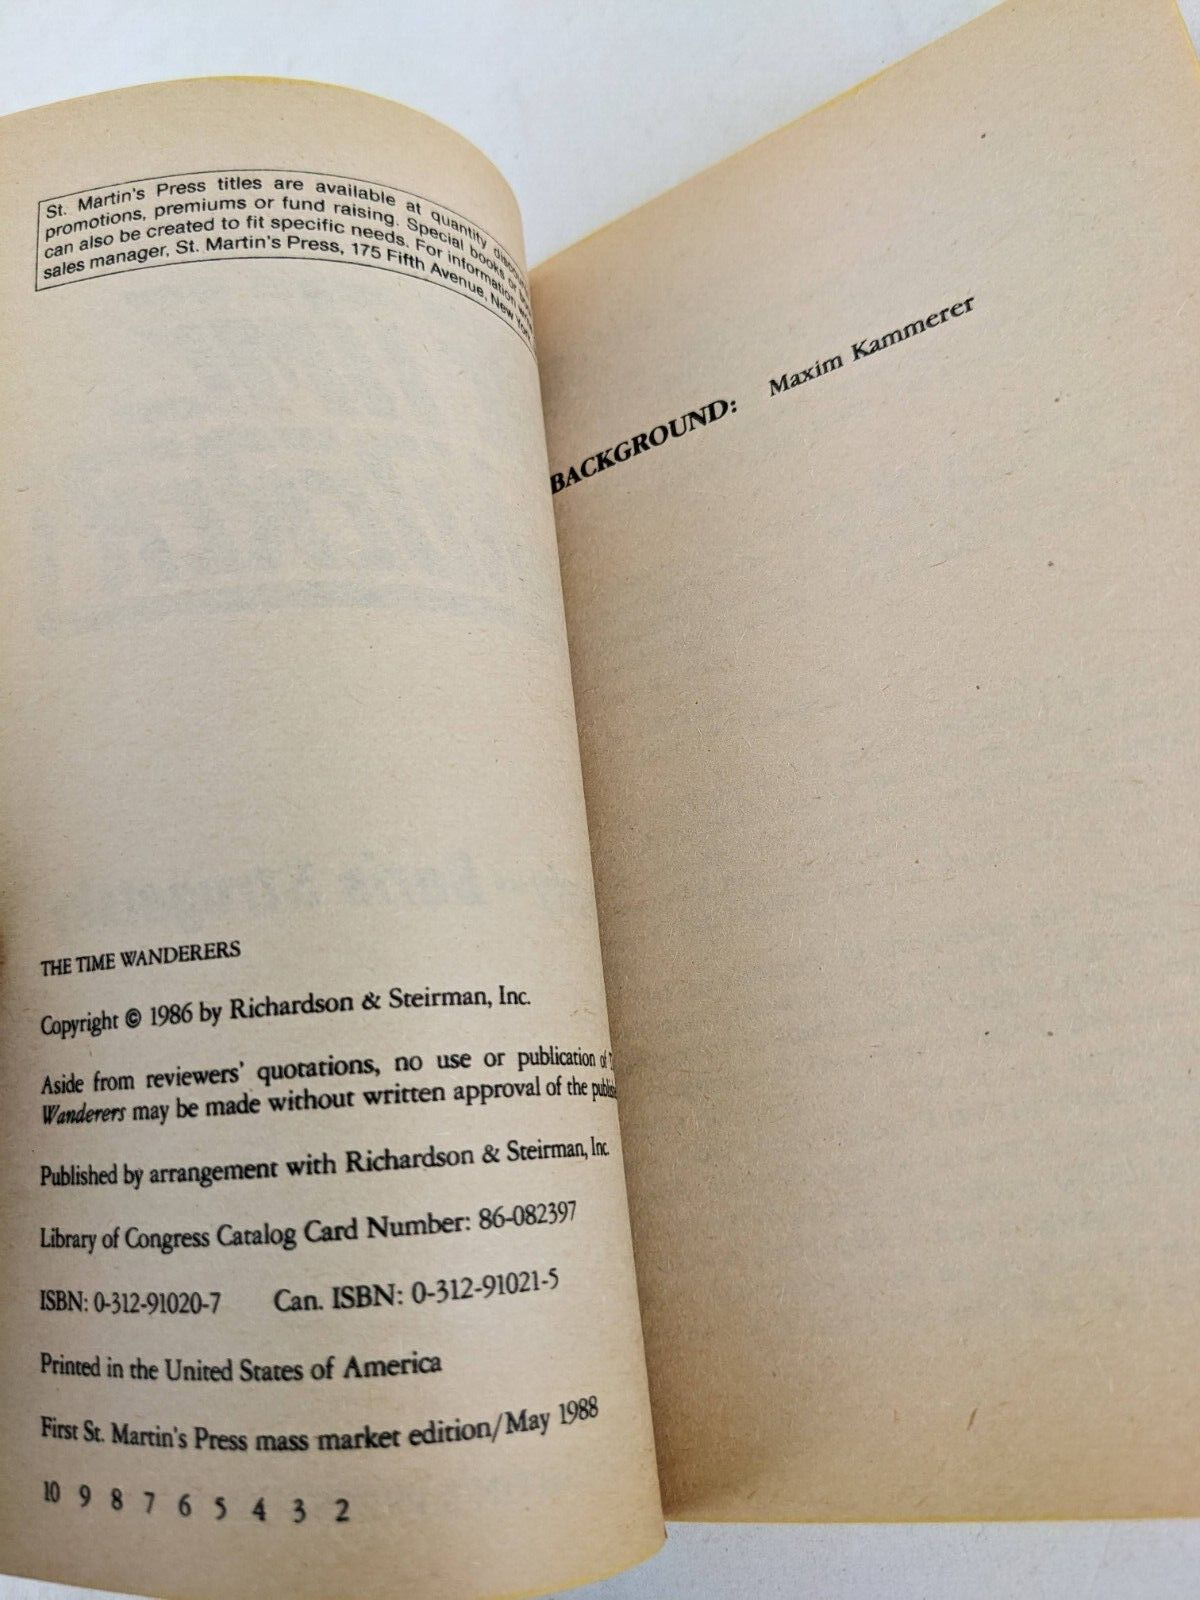 St. Martin's Press titles are available at quantity
promotions, premiums or fund raising. Special books or
can also be created to fit specific needs. For information
sales manager, St. Martin's Press, 175 Fifth Avenue, New York
THE TIME WANDERERS
Copyright © 1986 by Richardson & Steirman, Inc.
Aside from reviewers' quotations, no use or publication of
Wanderers may be made without written approval of the
Published by arrangement with Richardson & Steirman, Inc.
Library of Congress Catalog Card Number: 86-082397
ISBN: 0-312-91020-7 Can. ISBN: 0-312-91021-5
Printed in the United States of America
First St. Martin's Press mass market edition/May 1988
10 9 8 7 6 5 4 3 2
BACKGROUND: Maxim Kammerer